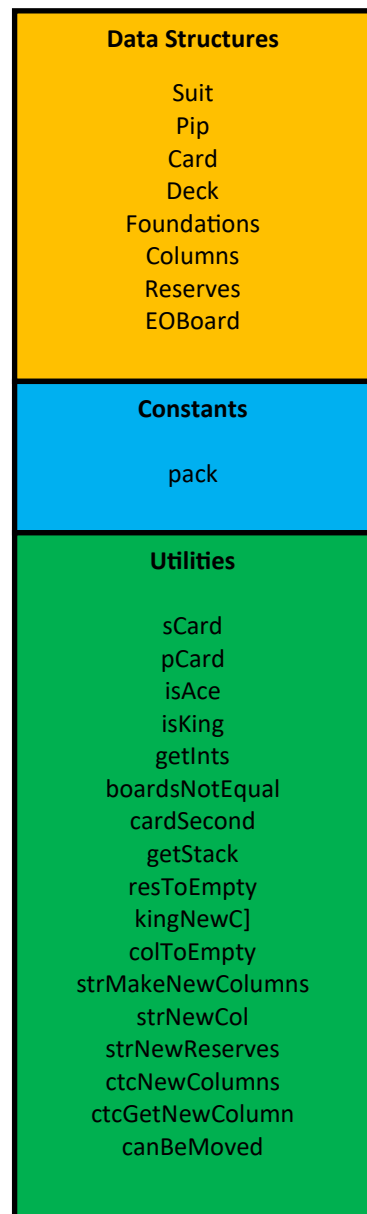 Data Structures
Suit
Pip
Card
Deck
Foundations
Columns
Reserves
EOBoard
Constants
pack
Utilities
sCard
pCard
isAce
isKing
getInts
boardsNotEqual
cardSecond
getStack
resToEmpty
kingNewC]
colToEmpty
strMakeNewColumns
strNewCol
strNewReserves
ctcNewColumns
ctcGetNewColumn
canBeMoved